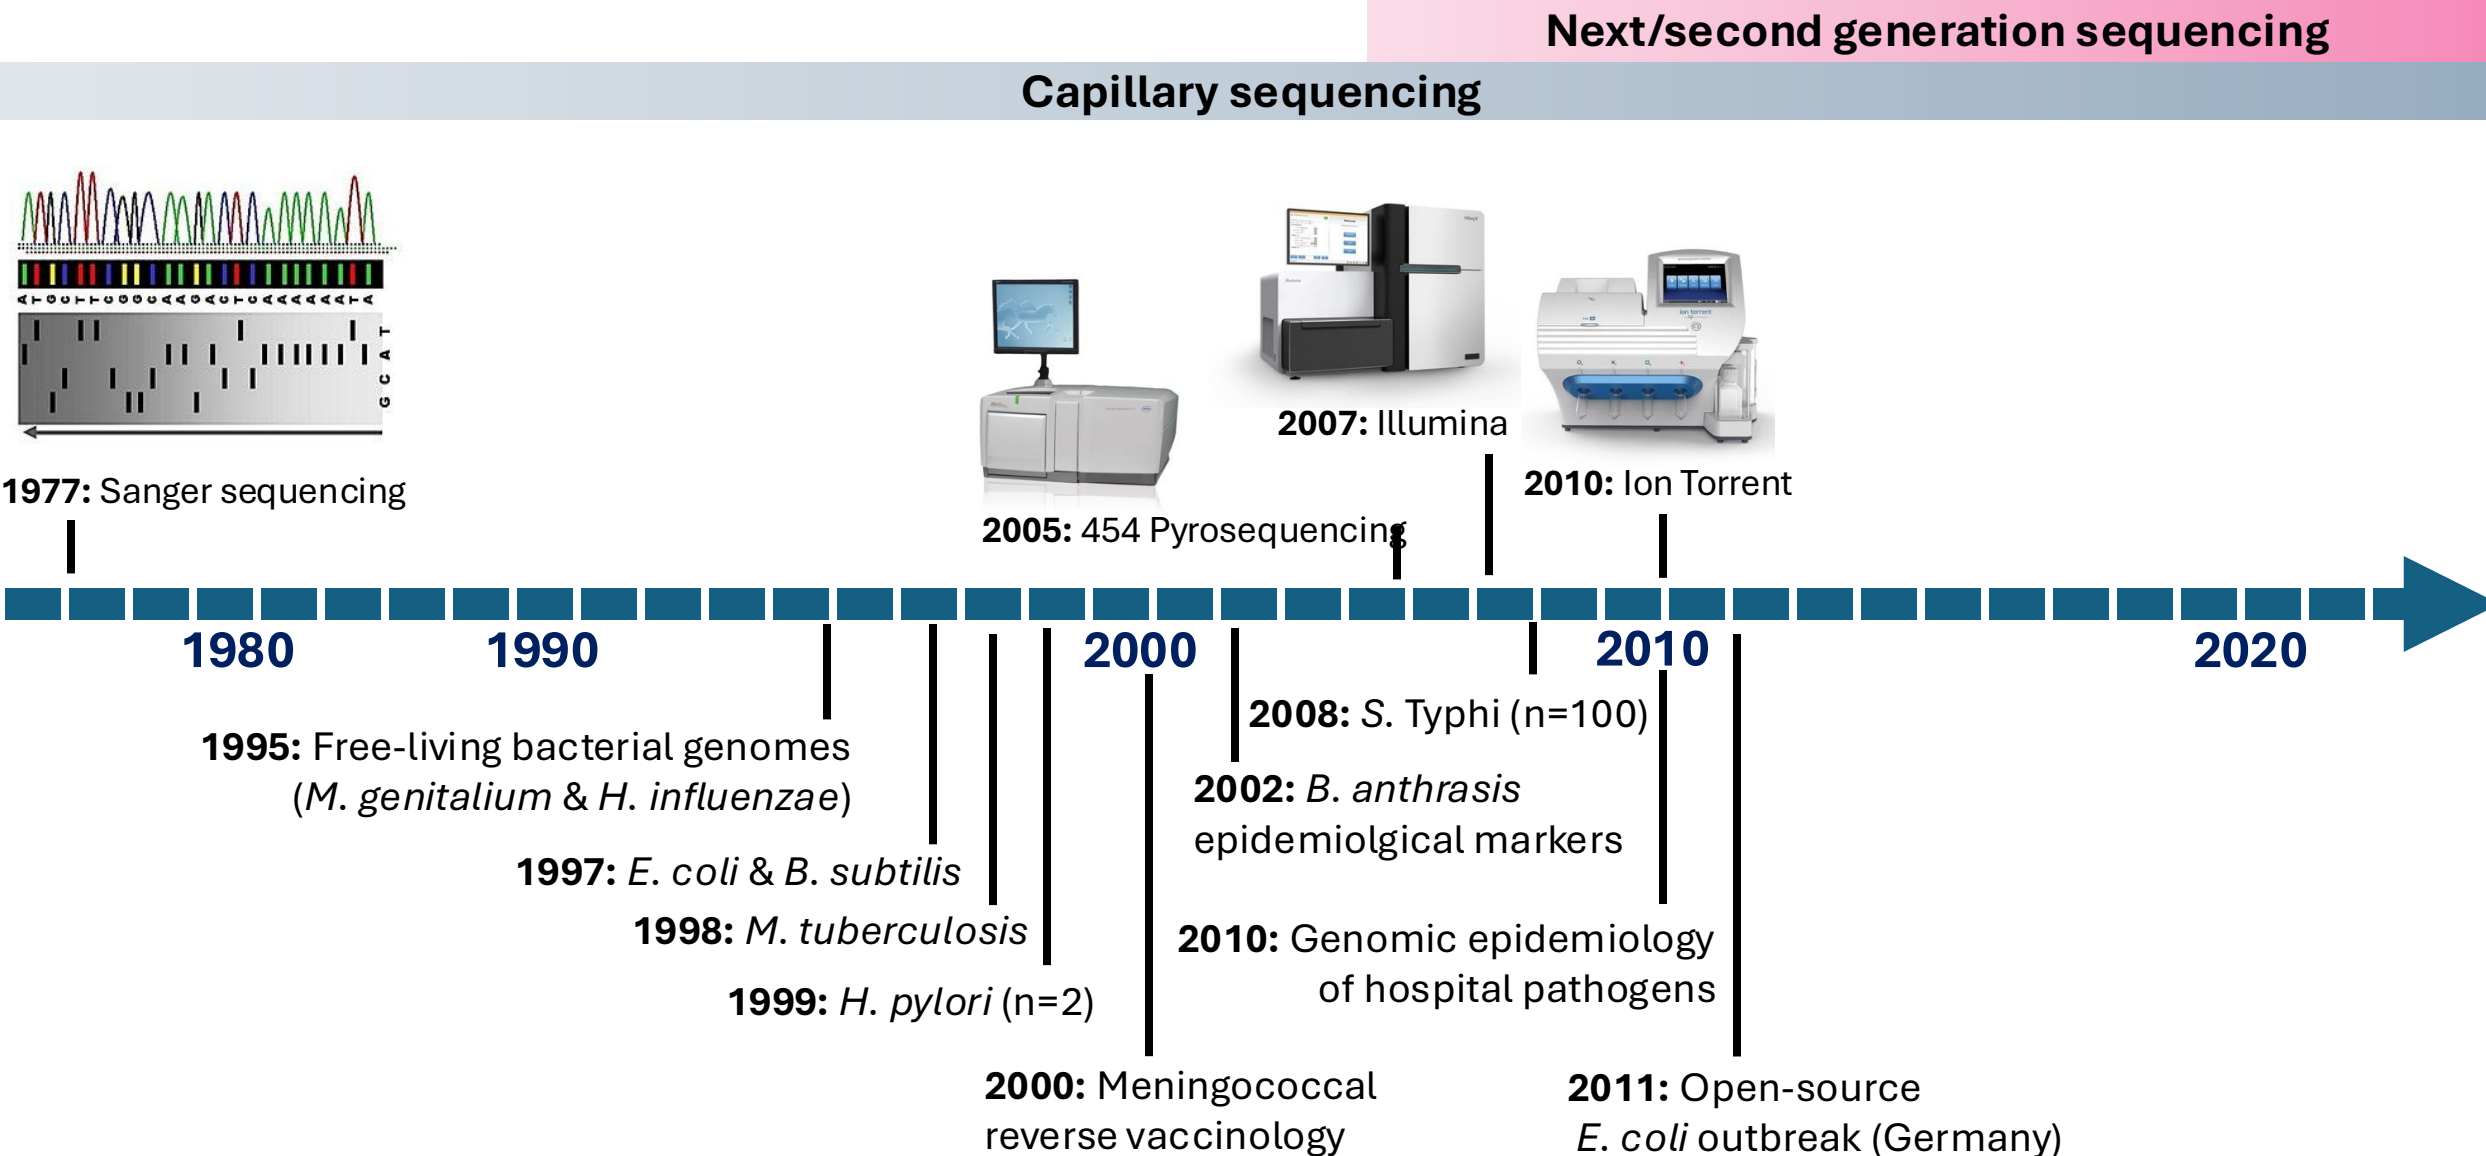 Next/second generation sequencing
Capillary sequencing
A T G C T T C G G C A A G A C T C A A A A A A T A
T
A
C
G
ion torrent
1977: Sanger sequencing
2005: 454 Pyrosequencing
2007: Illumina
2010: Ion Torrent
1980
1990
2000
2010
2020
1995: Free-living bacterial genomes
(M. genitalium & H. influenzae)
1997: E. coli & B. subtilis
1998: M. tuberculosis
1999: H. pylori (n=2)
2000: Meningococcal
reverse vaccinology
2008: S. Typhi (n=100)
2002: B. anthrasis
epidemiolgical markers
2010: Genomic epidemiology
of hospital pathogens
2011: Open-source
E. coli outbreak (Germany)